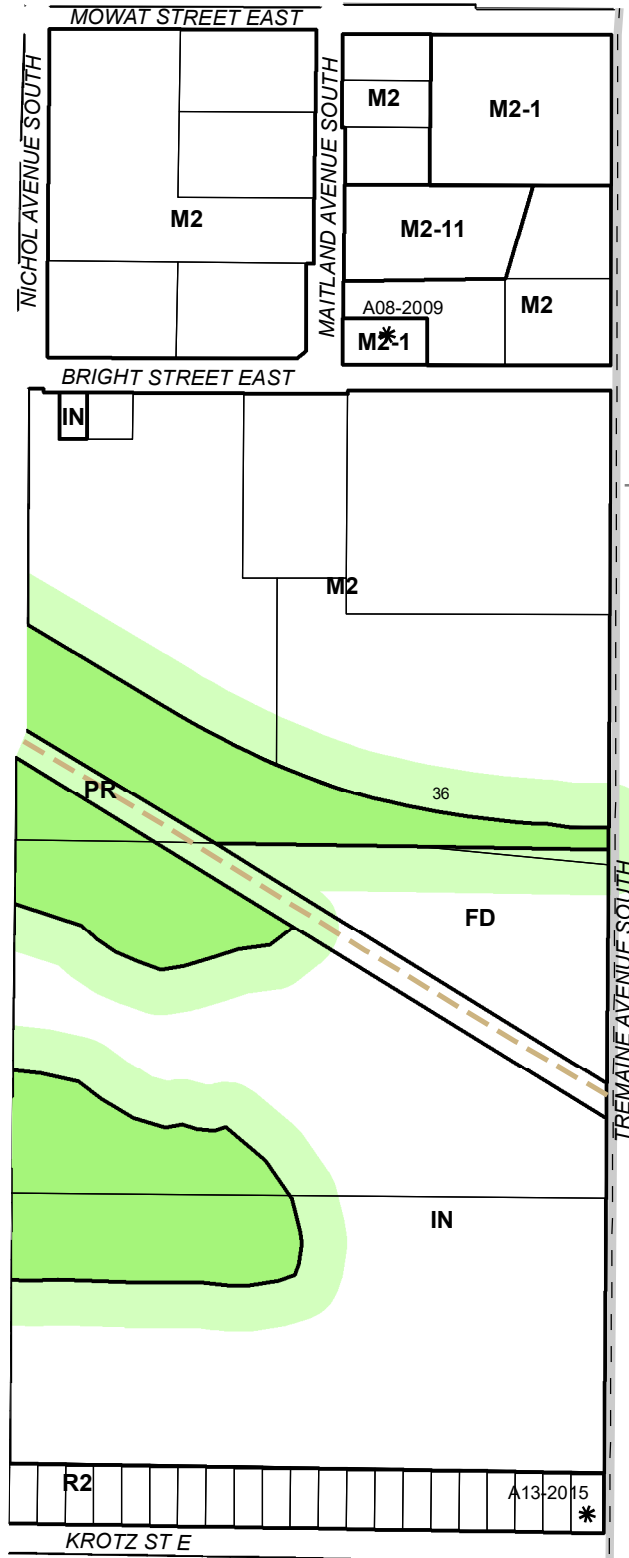 MOWAT STREET EAST
NICHOL AVENUE SOUTH
MAITLAND AVENUE SOUTH
M2
M2-1
M2
M2-11
A08-2009
M2
M2-1
BRIGHT STREET EAST
IN
M2
PR
36
FD
TREMAINE AVENUE SOUTH
IN
R2
A13-2015
KROTZ ST E